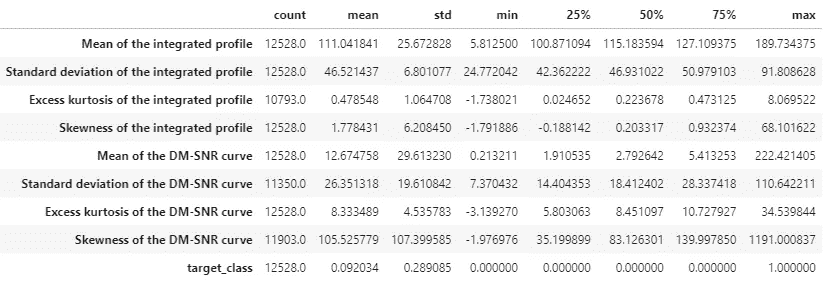 count mean std min 25% 50% 75% max
Mean of the integrated profile 12528.0 111.041841 25.672828 5.812500 100.871094 115.183594 127.109375 189.734375
Standard deviation of the integrated profile 12528.0 46.521437 6.801077 24.772042 42.362222 46.931022 50.979103 91.808628
Excess kurtosis of the integrated profile 10793.0 0.478548 1.064708 -1.738021 0.024652 0.223678 0.473125 8.069522
Skewness of the integrated profile 12528.0 1.778431 6.208450 -1.791886 -0.188142 0.203317 0.932374 68.101622
Mean of the DM-SNR curve 12528.0 12.674758 29.613230 0.213211 1.910535 2.792642 5.413253 222.421405
Standard deviation of the DM-SNR curve 11350.0 26.351318 19.610842 7.370432 14.404353 18.412402 28.337418 110.642211
Excess kurtosis of the DM-SNR curve 12528.0 8.333489 4.535783 -3.139270 5.803063 8.451097 10.727927 34.539844
Skewness of the DM-SNR curve 11903.0 105.525779 107.399585 -1.976976 35.199899 83.126301 139.997850 1191.000837
target_class 12528.0 0.092034 0.289085 0.000000 0.000000 0.000000 0.000000 1.000000